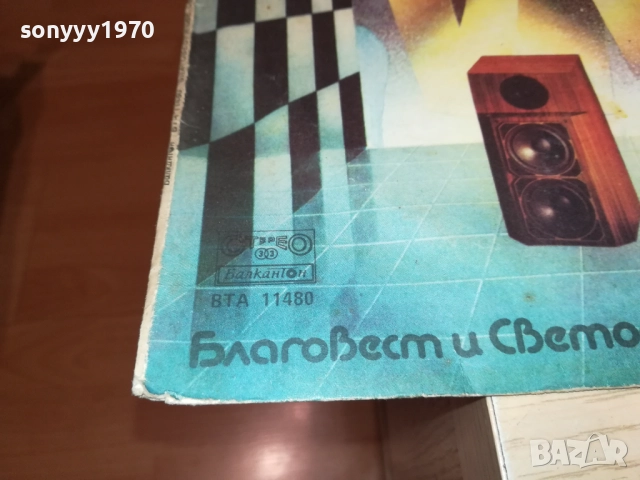 sonyyy1970
СТЕРЕО
33
Балкантон
ВТА 11480
Благовест и Свето
BAZAR